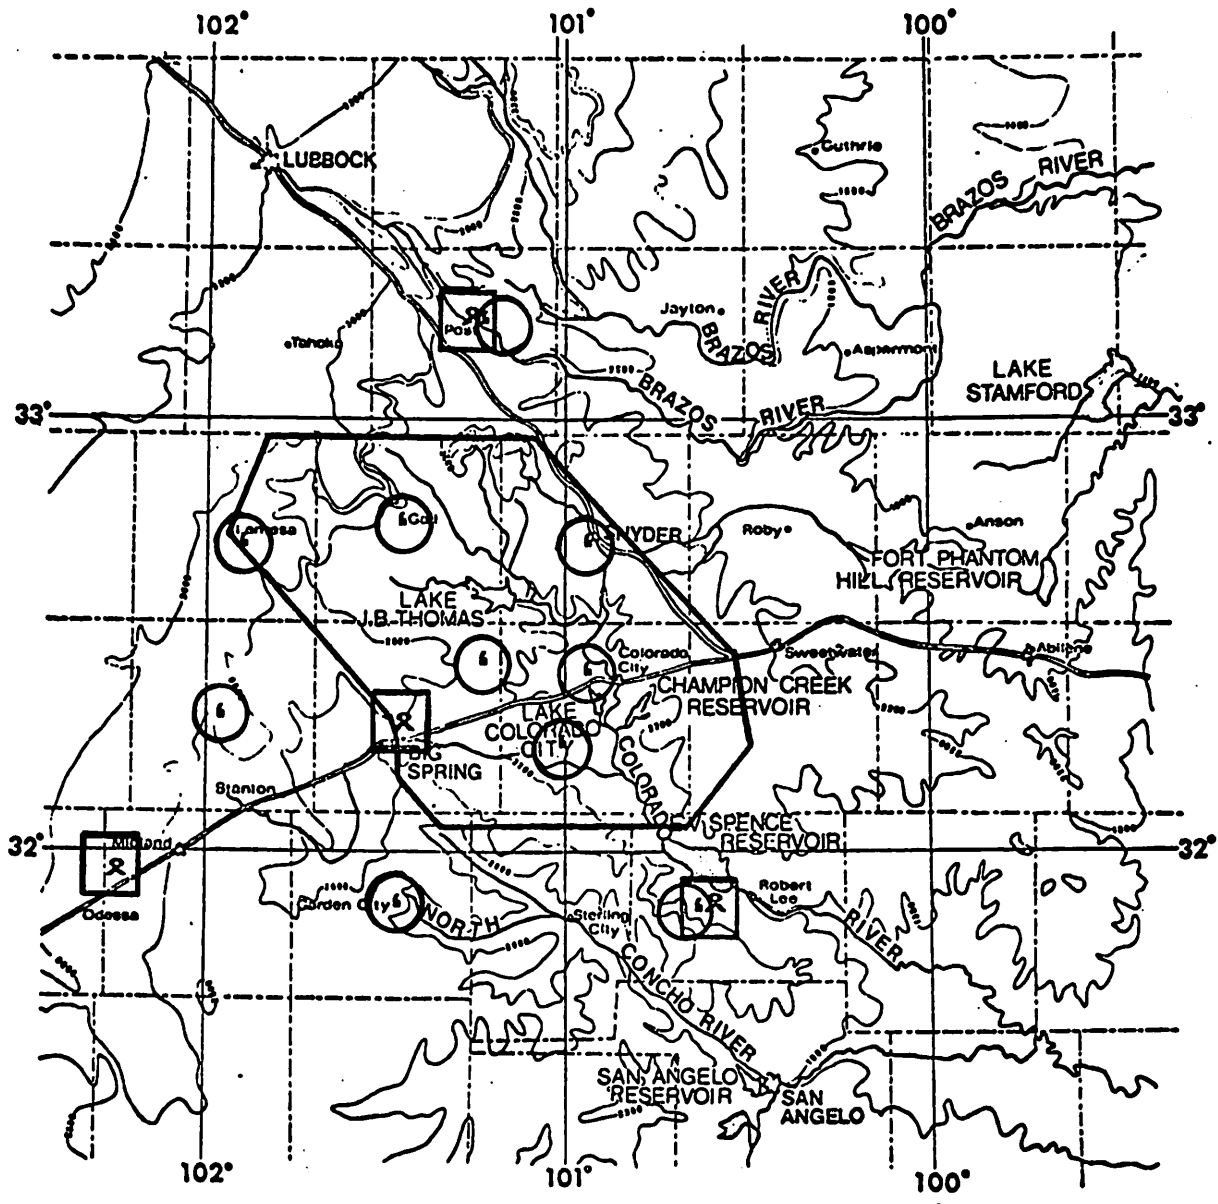 102°
101°
100°
LUBBOCK
Guthrie
BRAZOS
RIVER
Post
Jayton
BRAZOS
RIVER
Tahoka
Aspermont
LAKE
STAMFORD
BRAZOS
RIVER
33°
33°
Lamesa
Gail
SNYDER
Roby
Anson
FORT PHANTOM
HILL RESERVOIR
LAKE
J.B. THOMAS
Colorado
City
Sweetwater
Abilene
CHAMPION CREEK
RESERVOIR
LAKE
COLORADO
CITY
BIG
SPRING
COLORADO
Stanton
E.V. SPENCE
RESERVOIR
32°
32°
Midland
Odessa
Garden City
NORTH
Sterling
City
Robert
Lee
RIVER
CONCHO RIVER
SAN ANGELO
RESERVOIR
SAN
ANGELO
102°
101°
100°